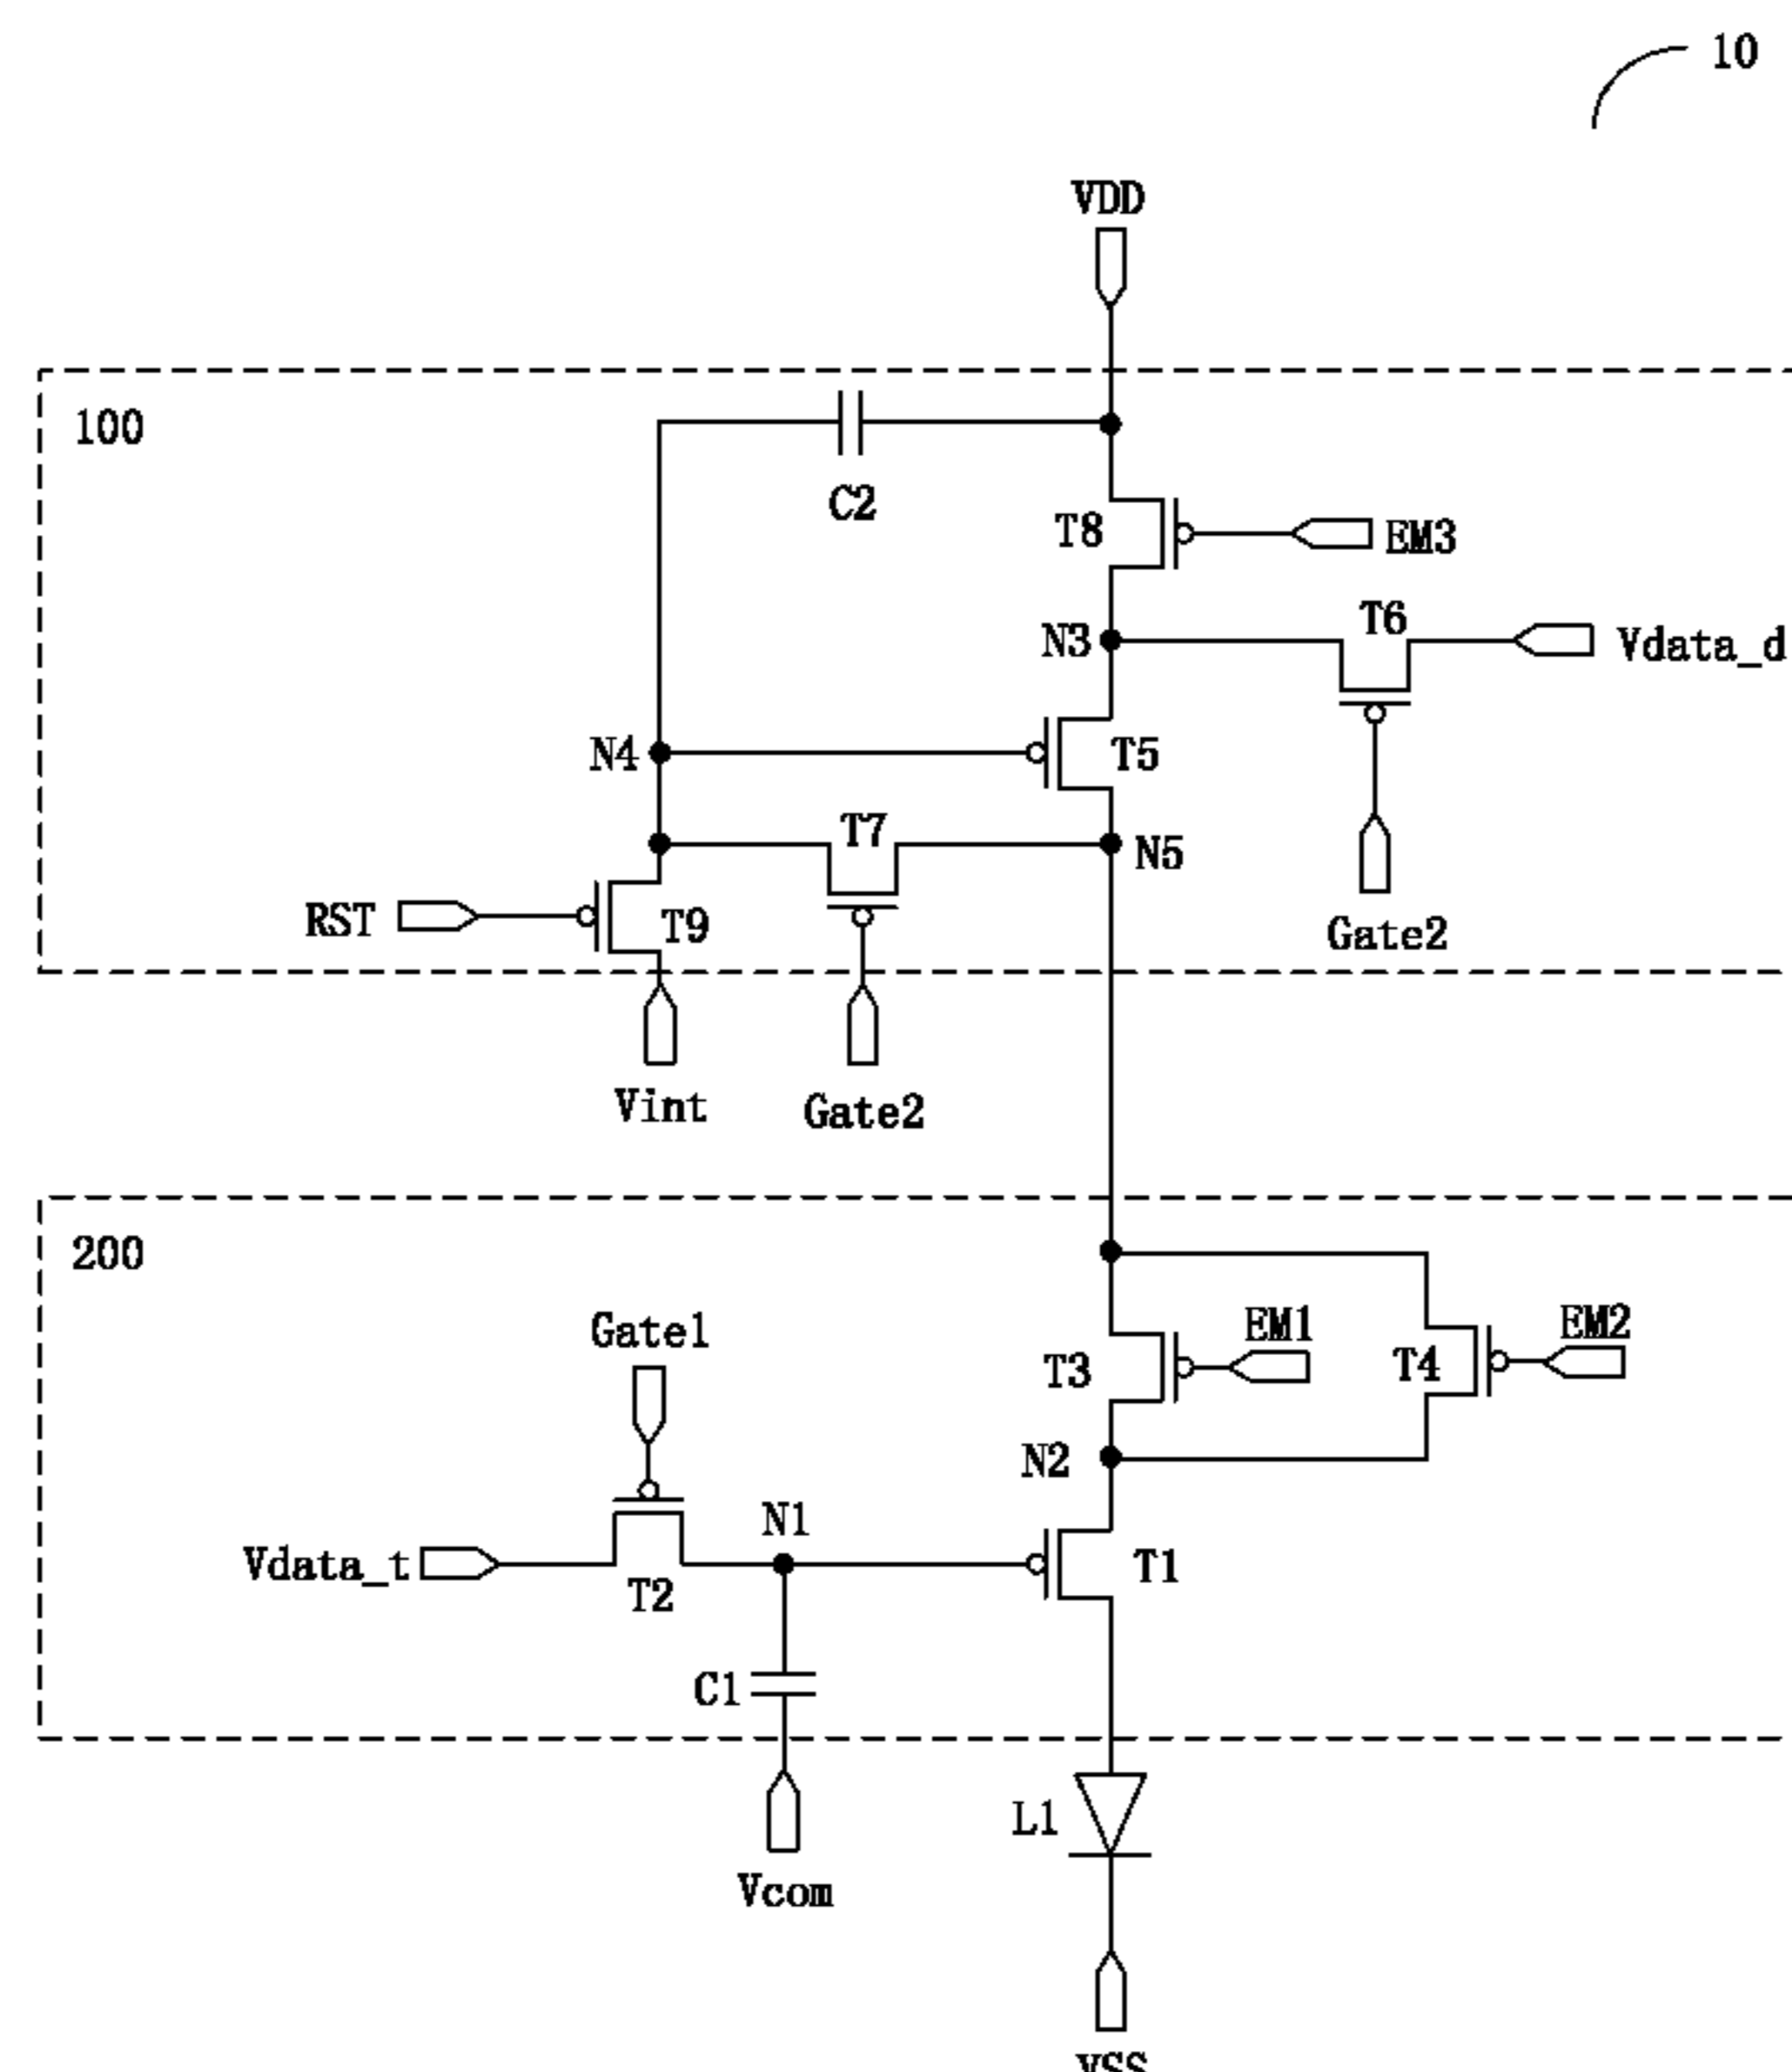 10
VDD
100
C2
T8
EM3
T6
N3
Vdata_d
N4
T5
T7
N5
RST
T9
Gate2
Vint
Gate2
200
Gate1
EM1
EM2
T3
T4
N2
N1
Vdata_t
T1
T2
C1
L1
Vcom
VSS